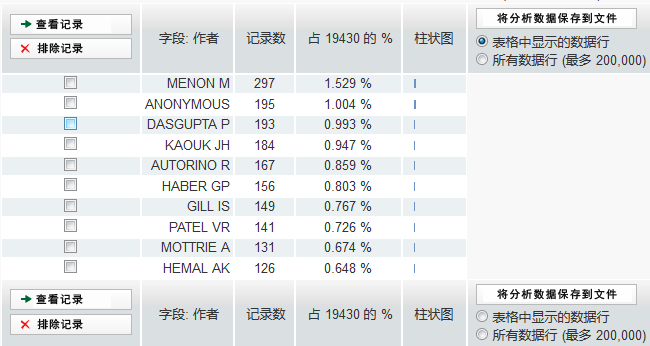 查看记录
排除记录
字段: 作者 记录数 占 19430 的 % 柱状图
将分析数据保存到文件
表格中显示的数据行
所有数据行 (最多 200,000)
MENON M 297 1.529 %
ANONYMOUS 195 1.004 %
DASGUPTA P 193 0.993 %
KAOUK JH 184 0.947 %
AUTORINO R 167 0.859 %
HABER GP 156 0.803 %
GILL IS 149 0.767 %
PATEL VR 141 0.726 %
MOTTRIE A 131 0.674 %
HEMAL AK 126 0.648 %
查看记录
排除记录
字段: 作者 记录数 占 19430 的 % 柱状图
将分析数据保存到文件
表格中显示的数据行
所有数据行 (最多 200,000)